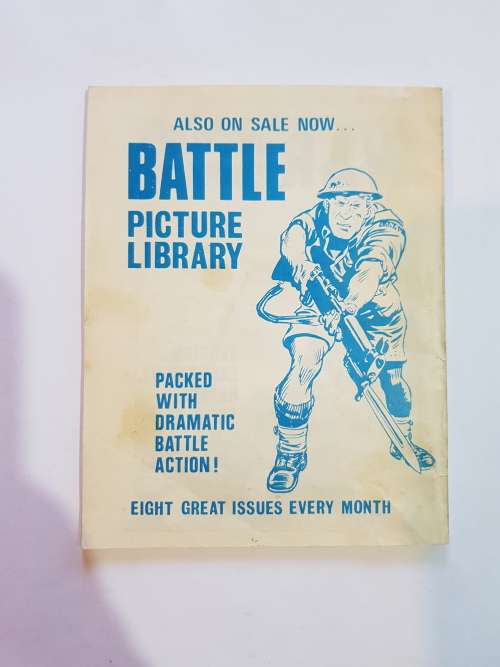 ALSO ON SALE NOW...
BATTLE
PICTURE
LIBRARY
PACKED
WITH
DRAMATIC
BATTLE
ACTION!
EIGHT GREAT ISSUES EVERY MONTH